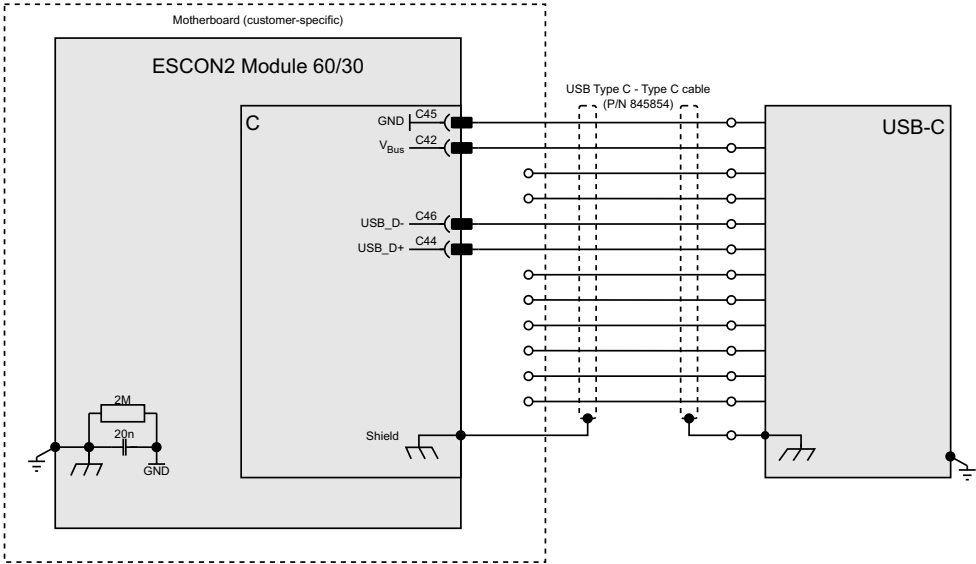 Motherboard (customer-specific)
ESCON2 Module 60/30
USB Type C - Type C cable
(P/N 845854)
C
GND
C45
USB-C
VBus
C42
USB_D-
C46
USB_D+
C44
2M
20n
GND
Shield